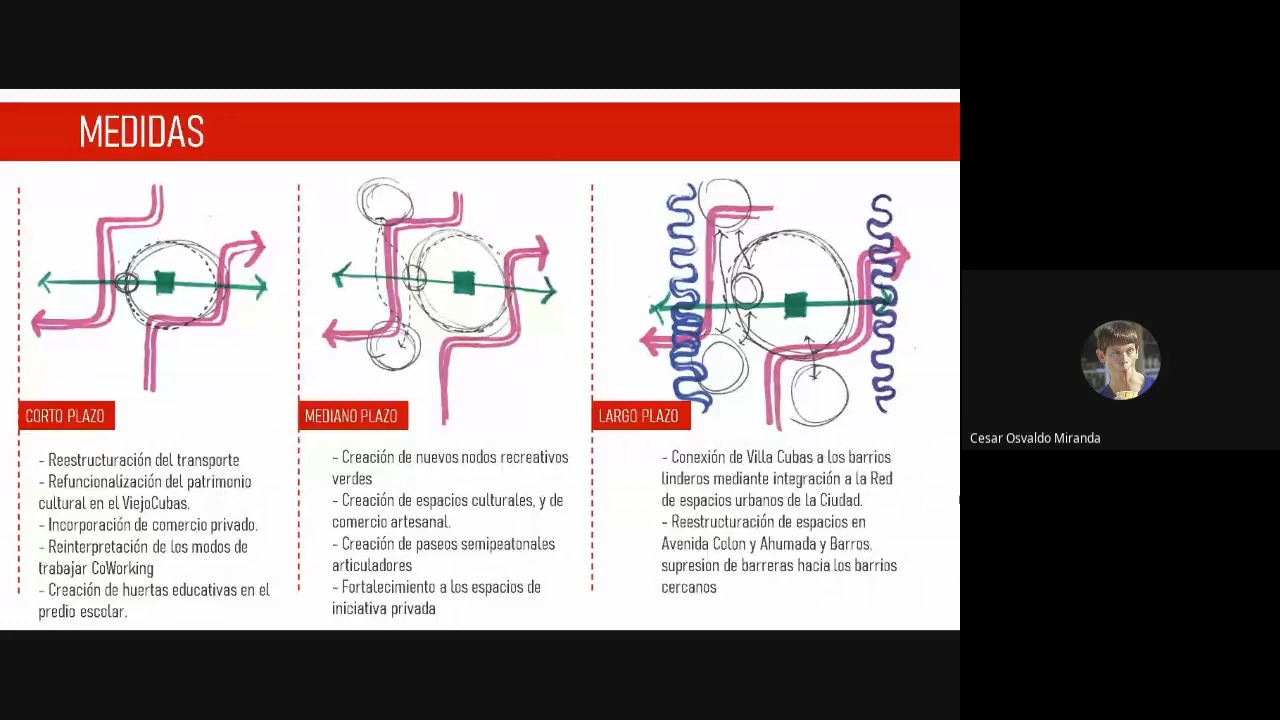 MEDIDAS
CORTO PLAZO
- Reestructuración del transporte
- Refuncionalización del patrimonio
cultural en el ViejoCubas.
- Incorporación de comercio privado.
- Reinterpretación de los modos de
trabajar CoWorking
- Creación de huertas educativas en el
predio escolar.
MEDIANO PLAZO
- Creación de nuevos nodos recreativos
verdes
- Creación de espacios culturales, y de
comercio artesanal.
- Creación de paseos semipeatonales
articuladores
- Fortalecimiento a los espacios de
iniciativa privada
LARGO PLAZO
- Conexión de Villa Cubas a los barrios
linderos mediante integración a la Red
de espacios urbanos de la Ciudad.
- Reestructuración de espacios en
Avenida Colon y Ahumada y Barros,
supresion de barreras hacia los barrios
cercanos
Cesar Osvaldo Miranda